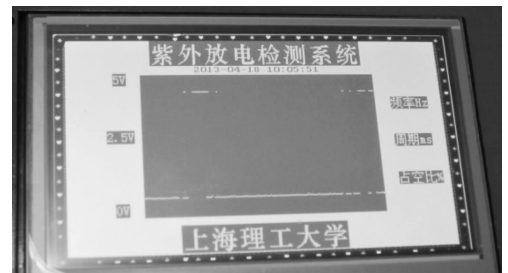 紫外放电检测系统
2013-04-18 10:05:51
5V
频率Hz
2.5V
周期ms
占空比%
0V
上海理工大学